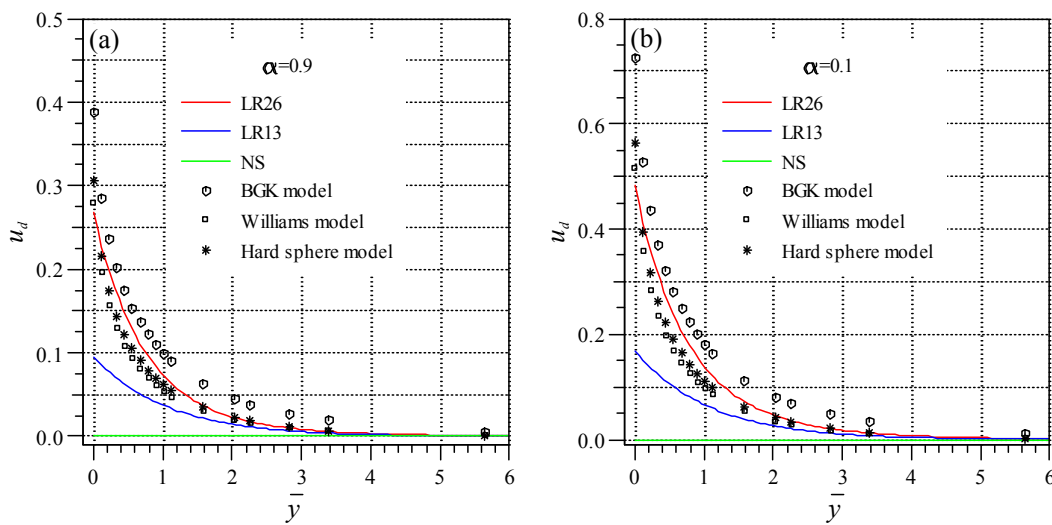 (a)
α=0.9
LR26
LR13
NS
BGK model
Williams model
Hard sphere model
0.5
0.4
0.3
0.2
0.1
0.0
u_d
0 1 2 3 4 5 6
ȳ
(b)
α=0.1
LR26
LR13
NS
BGK model
Williams model
Hard sphere model
0.8
0.6
0.4
0.2
0.0
u_d
0 1 2 3 4 5 6
ȳ